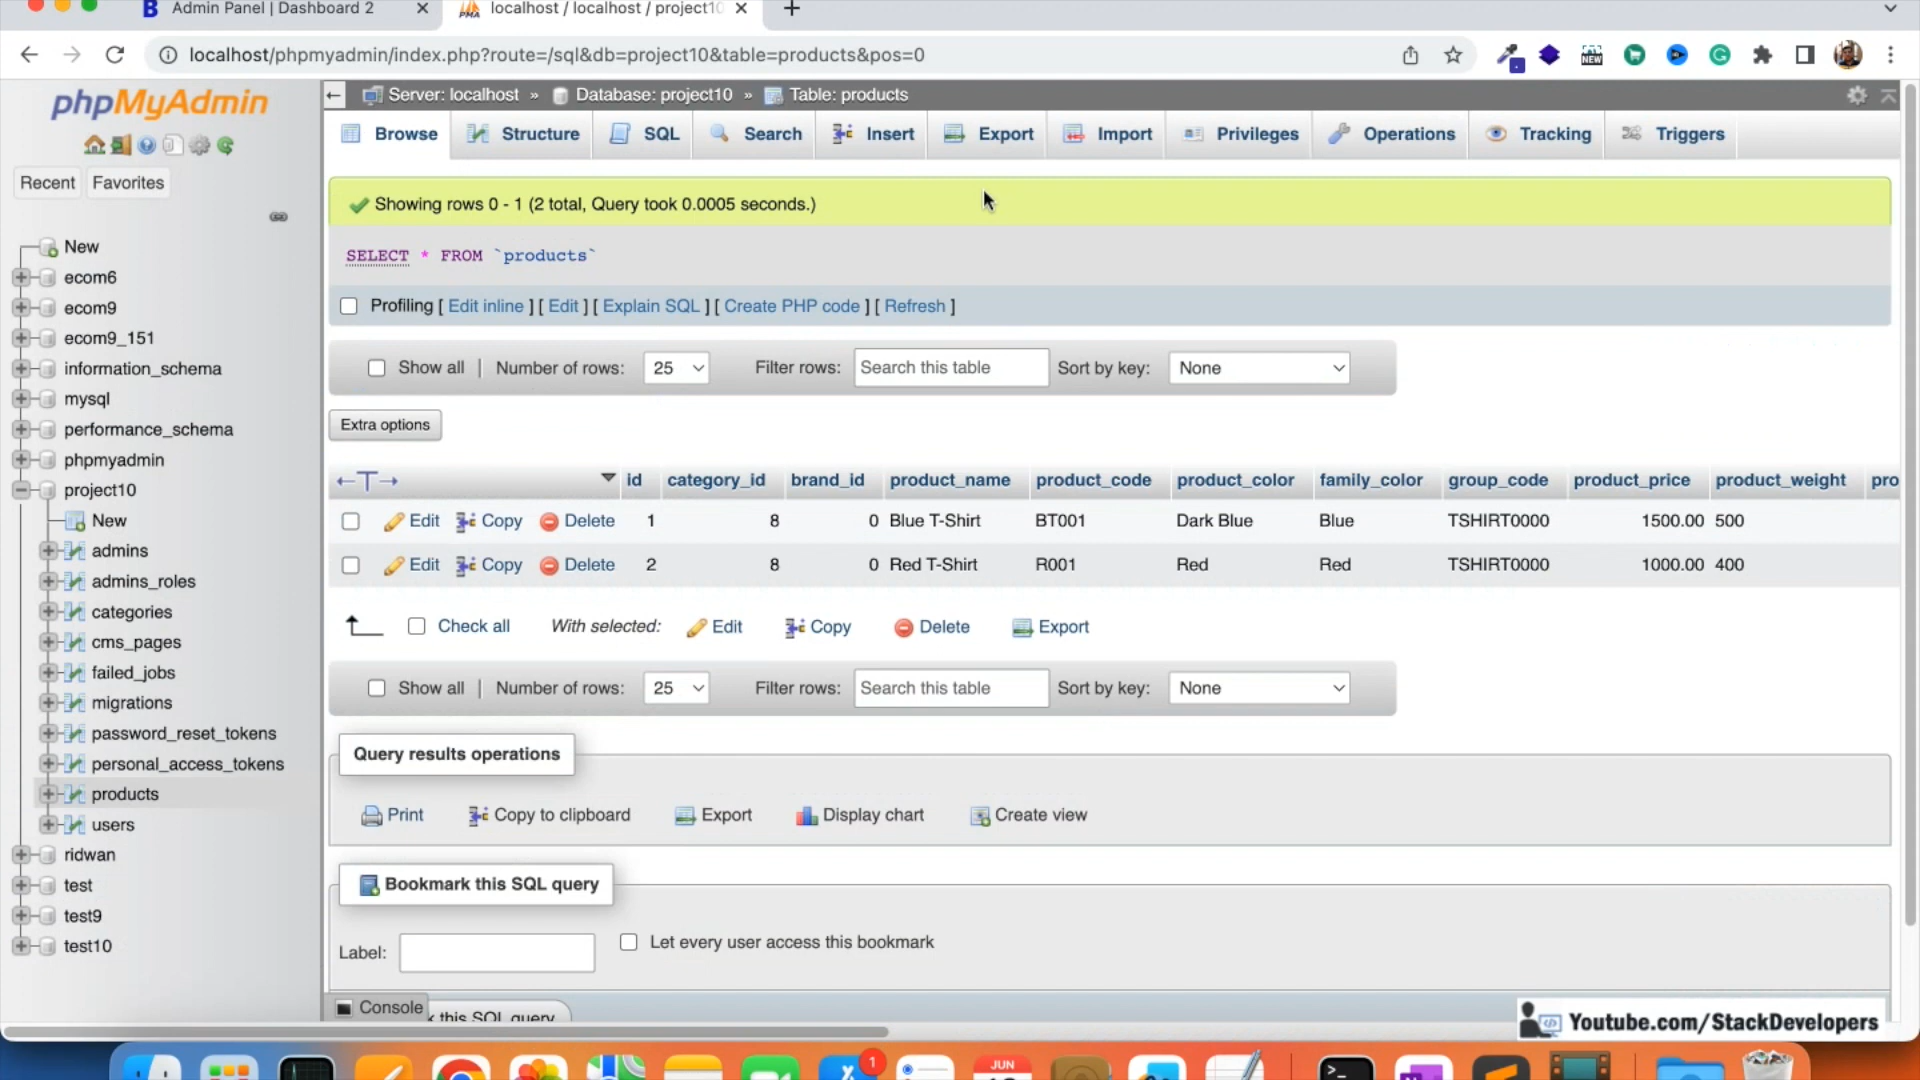 Admin Panel | Dashboard 2
localhost / localhost / project10
localhost/phpmyadmin/index.php?route=/sql&db=project10&table=products&pos=0
NEW
phpMyAdmin
Recent Favorites
New
ecom6
ecom9
ecom9_151
information_schema
mysql
performance_schema
phpmyadmin
project10
New
admins
admins_roles
categories
cms_pages
failed_jobs
migrations
password_reset_tokens
personal_access_tokens
products
users
ridwan
test
test9
test10
Server: localhost » Database: project10 » Table: products
Browse Structure SQL Search Insert Export Import Privileges Operations Tracking Triggers
Showing rows 0 - 1 (2 total, Query took 0.0005 seconds.)
SELECT * FROM `products`
Profiling [ Edit inline ] [ Edit ] [ Explain SQL ] [ Create PHP code ] [ Refresh ]
Show all | Number of rows: 25 Filter rows: Search this table Sort by key: None
Extra options
id category_id brand_id product_name product_code product_color family_color group_code product_price product_weight pro
Edit Copy Delete 1 8 0 Blue T-Shirt BT001 Dark Blue Blue TSHIRT0000 1500.00 500
Edit Copy Delete 2 8 0 Red T-Shirt R001 Red Red TSHIRT0000 1000.00 400
Check all With selected: Edit Copy Delete Export
Show all | Number of rows: 25 Filter rows: Search this table Sort by key: None
Query results operations
Print Copy to clipboard Export Display chart Create view
Bookmark this SQL query
Label: Let every user access this bookmark
Console
k this SQL query
Youtube.com/StackDevelopers
1
JUN